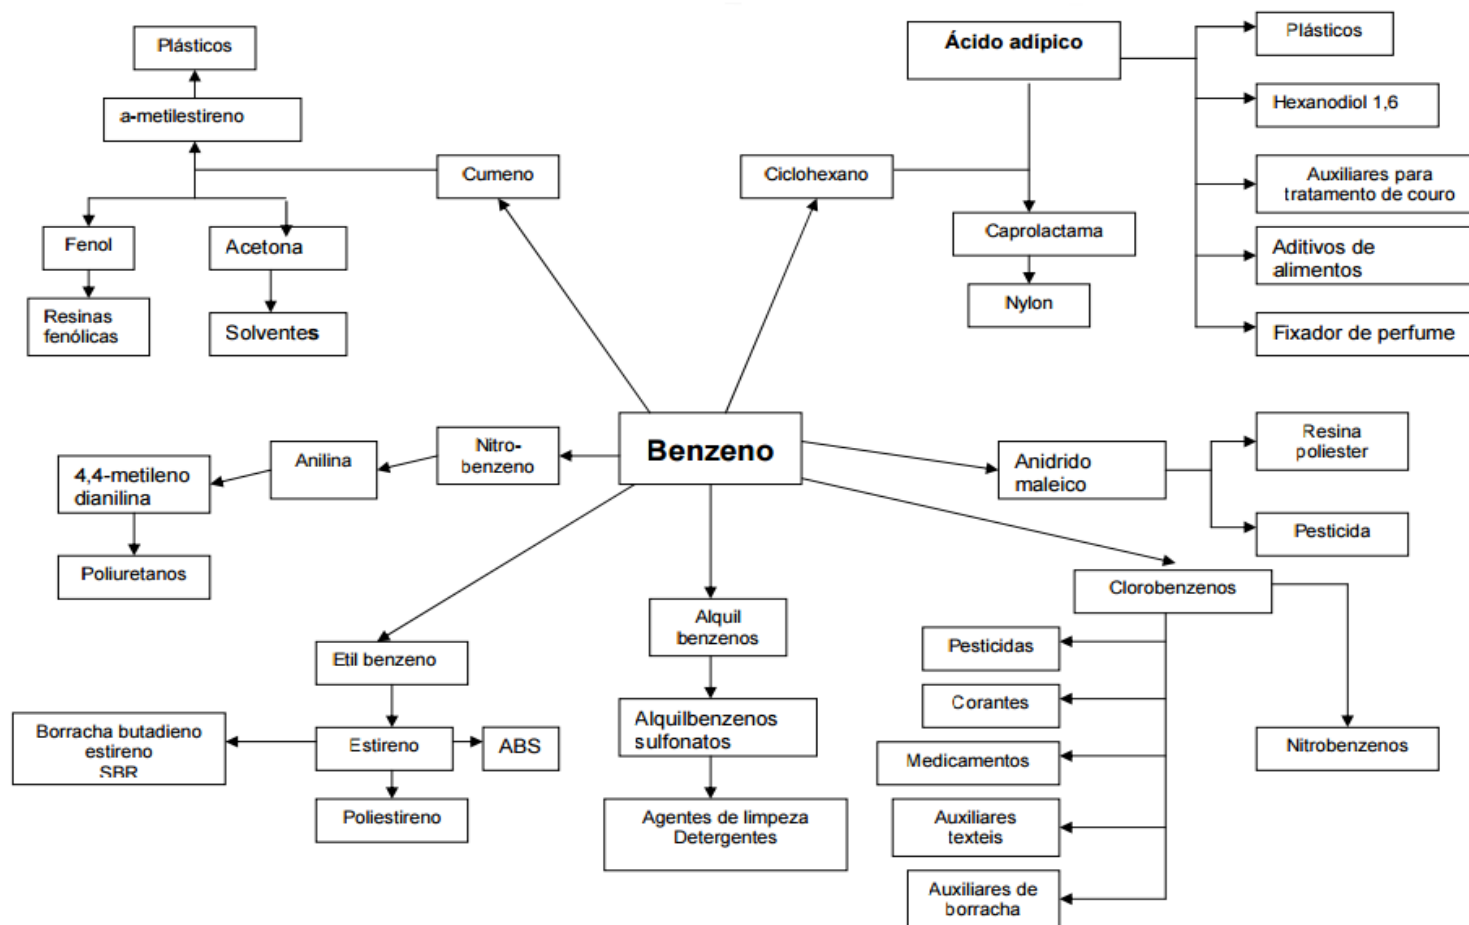 Plásticos
a-metilestireno
Cumeno
Fenol
Acetona
Resinas
fenólicas
Solventes
Ácido adípico
Plásticos
Hexanodiol 1,6
Auxiliares para
tratamento de couro
Aditivos de
alimentos
Fixador de perfume
Ciclohexano
Caprolactama
Nylon
Benzeno
Nitro-
benzeno
Anilina
4,4-metileno
dianilina
Poliuretanos
Anidrido
maleico
Resina
poliester
Pesticida
Etil benzeno
Estireno
Borracha butadieno
estireno
SBR
ABS
Poliestireno
Alquil
benzenos
Alquilbenzenos
sulfonatos
Agentes de limpeza
Detergentes
Clorobenzenos
Pesticidas
Corantes
Medicamentos
Auxiliares
texteis
Auxiliares de
borracha
Nitrobenzenos